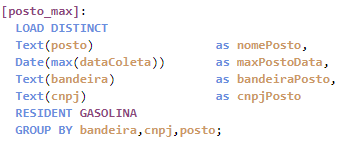 [posto_max]:
LOAD DISTINCT
Text(posto) as nomePosto,
Date(max(dataColeta)) as maxPostoData,
Text(bandeira) as bandeiraPosto,
Text(cnpj) as cnpjPosto
RESIDENT GASOLINA
GROUP BY bandeira,cnpj,posto;